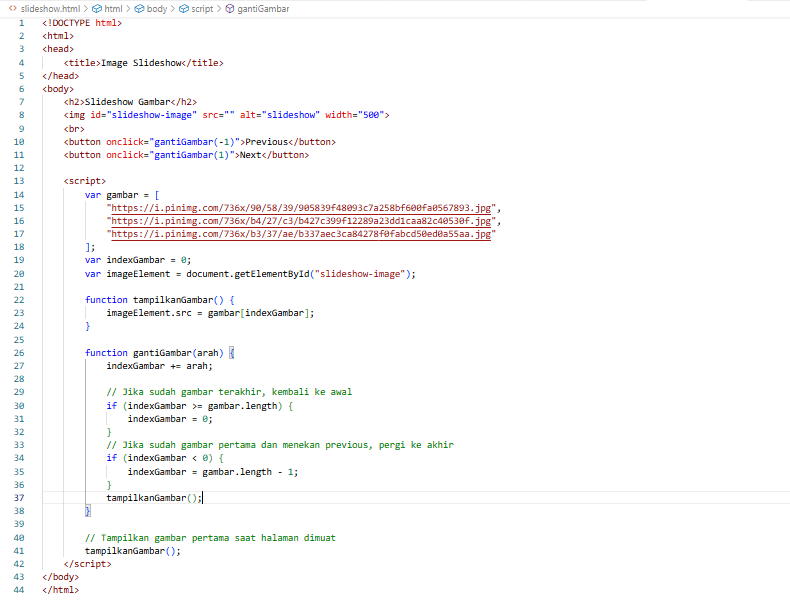 slideshow.html > html > body > script > gantiGambar
1 <!DOCTYPE html>
2 <html>
3 <head>
4     <title>Image Slideshow</title>
5 </head>
6 <body>
7     <h2>Slideshow Gambar</h2>
8     <img id="slideshow-image" src="" alt="slideshow" width="500">
9     <br>
10     <button onclick="gantiGambar(-1)">Previous</button>
11     <button onclick="gantiGambar(1)">Next</button>
12
13     <script>
14         var gambar = [
15             "https://i.pinimg.com/736x/90/58/39/905839f48093c7a258bf600fa0567893.jpg",
16             "https://i.pinimg.com/736x/b4/27/c3/b427c399f12289a23dd1caa82c40530f.jpg",
17             "https://i.pinimg.com/736x/b3/37/ae/b337aec3ca84278f0fabcd50ed0a55aa.jpg"
18         ];
19         var indexGambar = 0;
20         var imageElement = document.getElementById("slideshow-image");
21
22         function tampilkanGambar() {
23             imageElement.src = gambar[indexGambar];
24         }
25
26         function gantiGambar(arah) {
27             indexGambar += arah;
28
29             // Jika sudah gambar terakhir, kembali ke awal
30             if (indexGambar >= gambar.length) {
31                 indexGambar = 0;
32             }
33             // Jika sudah gambar pertama dan menekan previous, pergi ke akhir
34             if (indexGambar < 0) {
35                 indexGambar = gambar.length - 1;
36             }
37             tampilkanGambar();
38         }
39
40         // Tampilkan gambar pertama saat halaman dimuat
41         tampilkanGambar();
42     </script>
43 </body>
44 </html>